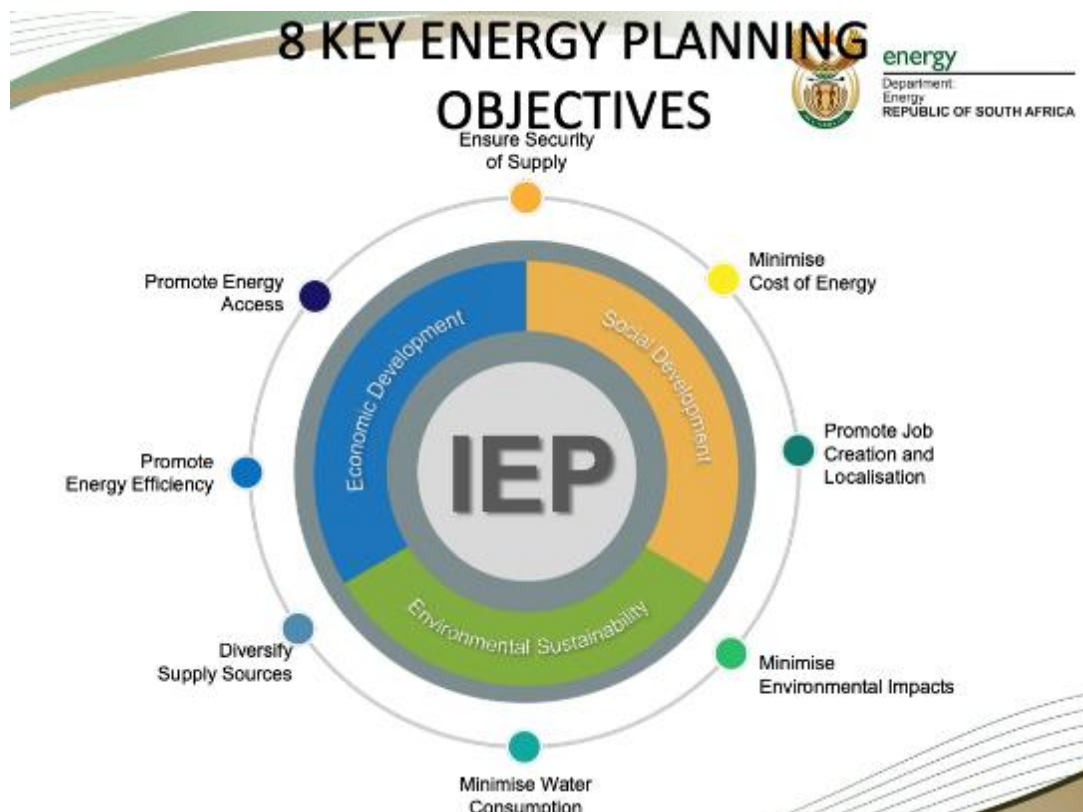 8 KEY ENERGY PLANNING
OBJECTIVES
energy
Department:
Energy
REPUBLIC OF SOUTH AFRICA
Ensure Security
of Supply
Minimise
Cost of Energy
Promote Job
Creation and
Localisation
Minimise
Environmental Impacts
Minimise Water
Consumption
Diversify
Supply Sources
Promote
Energy Efficiency
Promote Energy
Access
Economic Development
Social Development
Environmental Sustainability
IEP